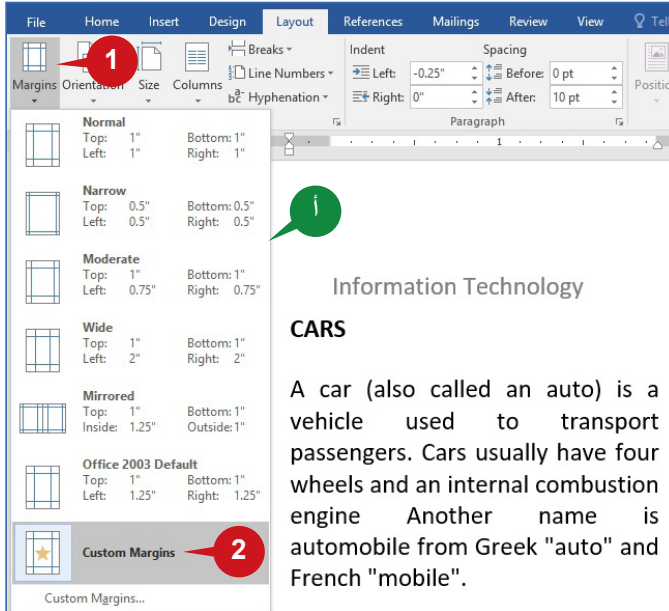 File Home Insert Design Layout References Mailings Review View Tel
Margins Orientation Size Columns
Breaks
Line Numbers
Hyphenation
Indent Spacing
Left: -0.25" Before: 0 pt
Right: 0" After: 10 pt
Paragraph
Positio
1
1
Normal
Top: 1" Bottom: 1"
Left: 1" Right: 1"
Narrow
Top: 0.5" Bottom: 0.5"
Left: 0.5" Right: 0.5"
أ
Moderate
Top: 1" Bottom: 1"
Left: 0.75" Right: 0.75"
Wide
Top: 1" Bottom: 1"
Left: 2" Right: 2"
Mirrored
Top: 1" Bottom: 1"
Inside: 1.25" Outside: 1"
Office 2003 Default
Top: 1" Bottom: 1"
Left: 1.25" Right: 1.25"
Custom Margins
2
Custom Margins...
Information Technology
CARS
A car (also called an auto) is a
vehicle used to transport
passengers. Cars usually have four
wheels and an internal combustion
engine Another name is
automobile from Greek "auto" and
French "mobile".